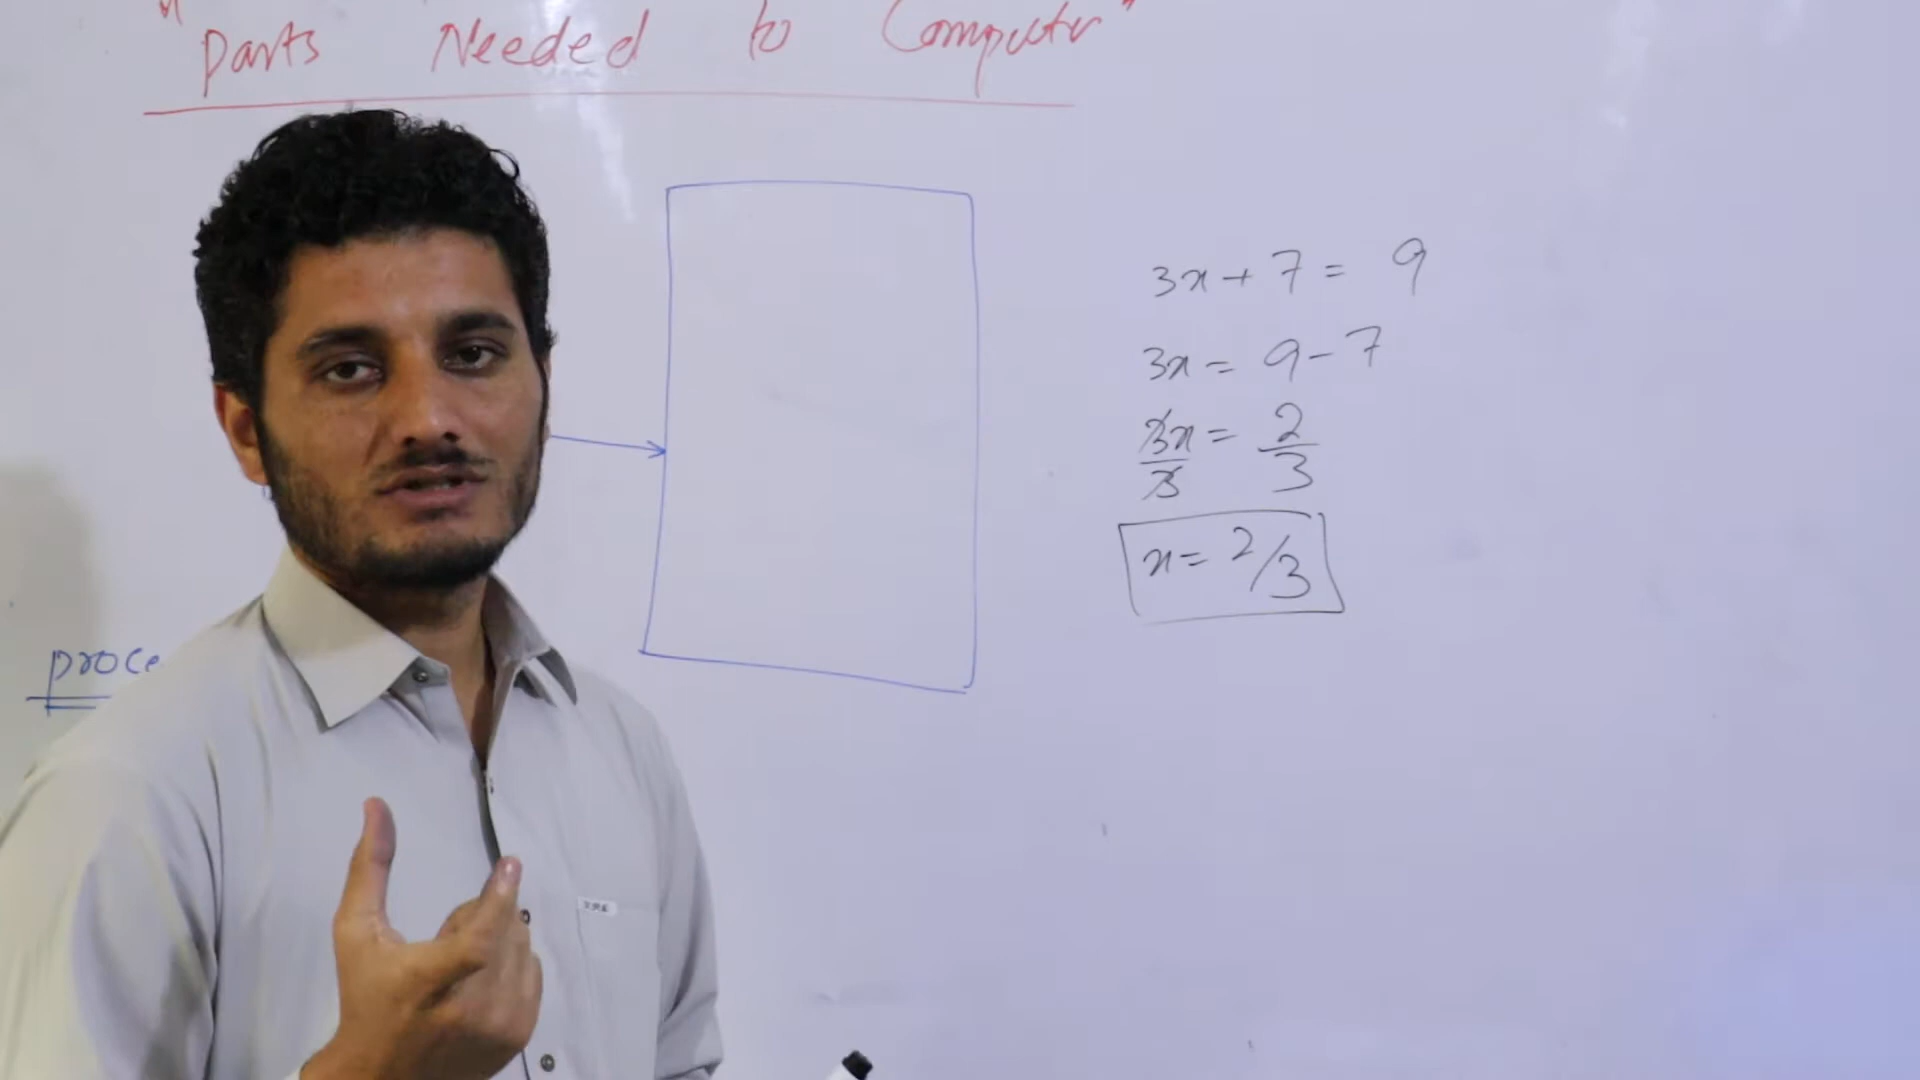 "Parts Needed to Computer"
3x + 7 = 9
3x = 9 - 7
3x/3 = 2/3
x = 2/3
proce